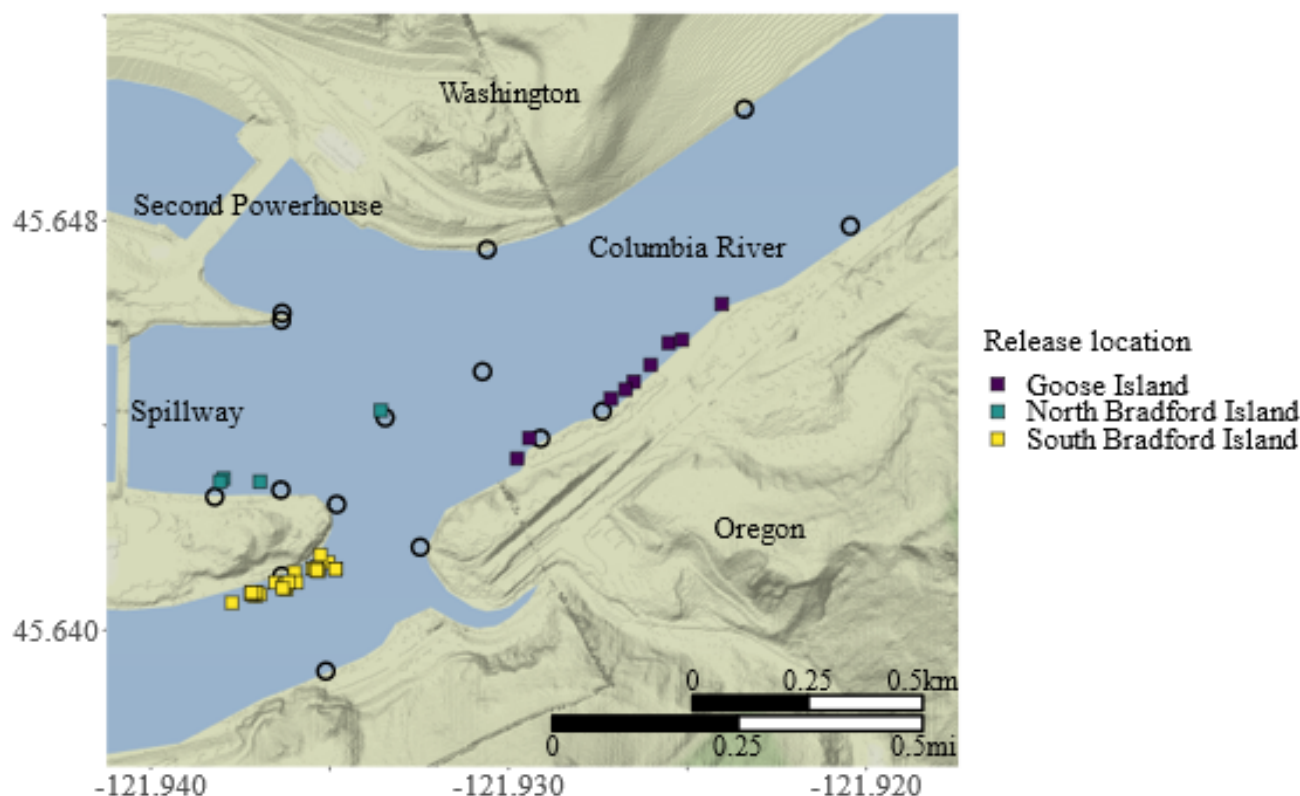 Washington
Second Powerhouse
45.648
Columbia River
Release location
Goose Island
North Bradford Island
South Bradford Island
Spillway
Oregon
45.640
0 0.25 0.5km
0 0.25 0.5mi
-121.940 -121.930 -121.920